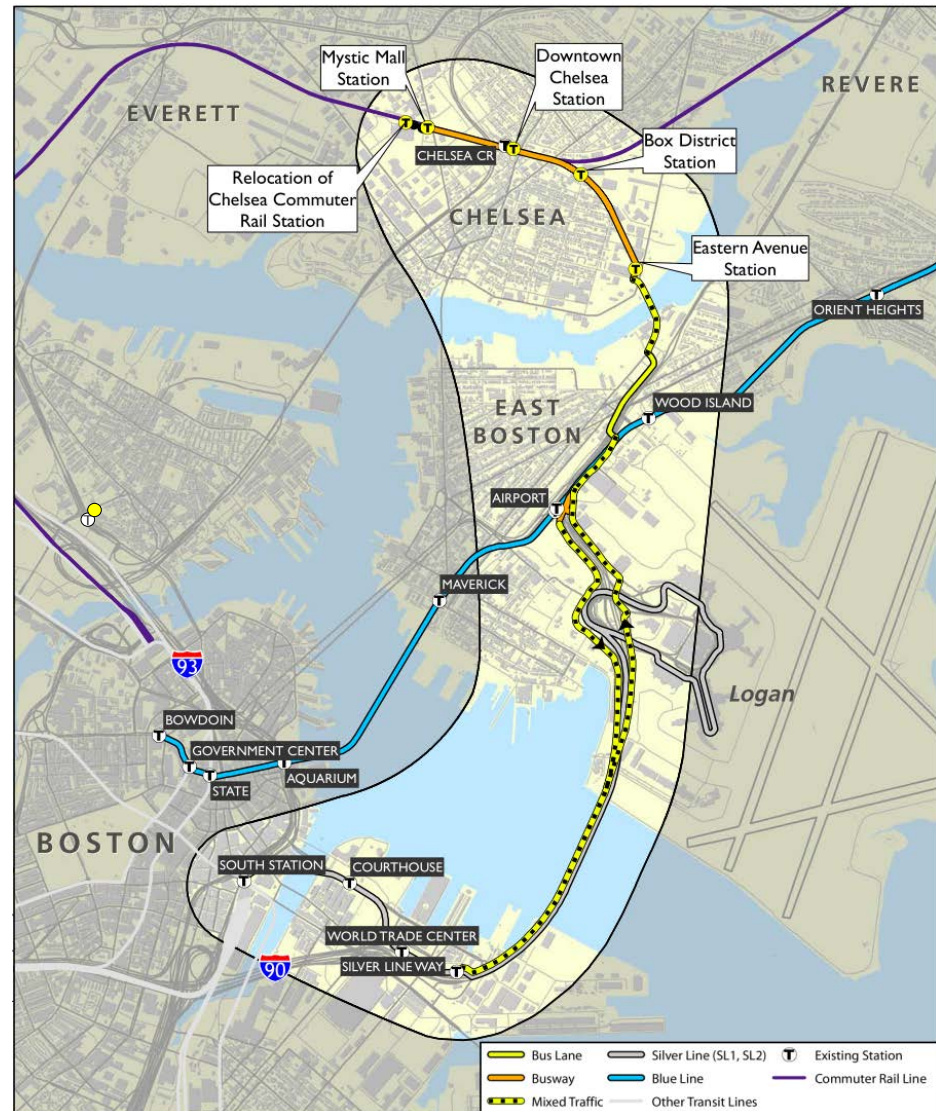 Mystic Mall
Station
Downtown
Chelsea
Station
REVERE
EVERETT
Box District
Station
CHELSEA CR
Relocation of
Chelsea Commuter
Rail Station
CHELSEA
Eastern Avenue
Station
ORIENT HEIGHTS
EAST
BOSTON
WOOD ISLAND
AIRPORT
MAVERICK
93
Logan
BOWDOIN
GOVERNMENT CENTER
STATE
AQUARIUM
BOSTON
SOUTH STATION
COURTHOUSE
WORLD TRADE CENTER
SILVER LINE WAY
90
Bus Lane
Silver Line (SL1, SL2)
T Existing Station
Busway
Blue Line
Commuter Rail Line
Mixed Traffic
Other Transit Lines